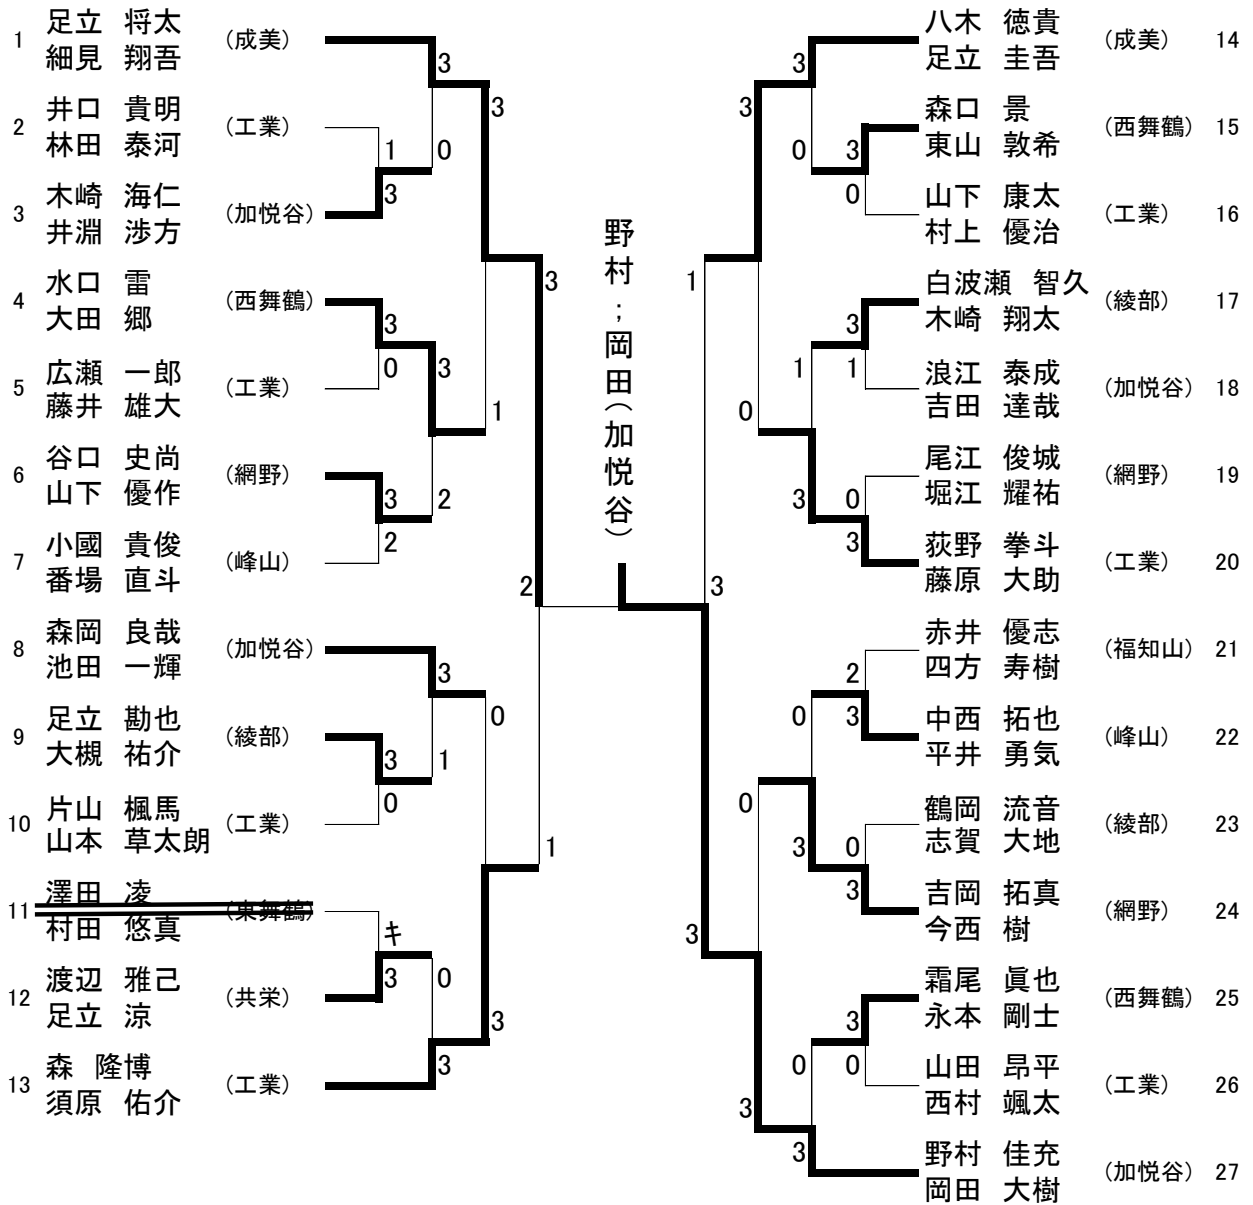 1 足立 将太 (成美)
細見 翔吾
2 井口 貴明 (工業)
林田 泰河
3 木崎 海仁 (加悦谷)
井淵 渉方
4 水口 雷 (西舞鶴)
大田 郷
5 広瀬 一郎 (工業)
藤井 雄大
6 谷口 史尚 (網野)
山下 優作
7 小國 貴俊 (峰山)
番場 直斗
8 森岡 良哉 (加悦谷)
池田 一輝
9 足立 勘也 (綾部)
大槻 祐介
10 片山 楓馬 (工業)
山本 草太朗
11 澤田 凌 (東舞鶴)
村田 悠真
12 渡辺 雅己 (共栄)
足立 涼
13 森 隆博 (工業)
須原 佑介
3
3
1
0
3
3
3
0
3
1
3
2
2
2
3
0
3
1
0
1
キ
3
0
3
3
野村;岡田(加悦谷)
3
3
0
3
0
1
3
1
1
0
3
0
3
3
2
0
3
0
3
0
3
3
3
0
0
3
3
八木 徳貴 (成美) 14
足立 圭吾
森口 景 (西舞鶴) 15
東山 敦希
山下 康太 (工業) 16
村上 優治
白波瀬 智久 (綾部) 17
木崎 翔太
浪江 泰成 (加悦谷) 18
吉田 達哉
尾江 俊城 (網野) 19
堀江 耀祐
荻野 拳斗 (工業) 20
藤原 大助
赤井 優志 (福知山) 21
四方 寿樹
中西 拓也 (峰山) 22
平井 勇気
鶴岡 流音 (綾部) 23
志賀 大地
吉岡 拓真 (網野) 24
今西 樹
霜尾 眞也 (西舞鶴) 25
永本 剛士
山田 昂平 (工業) 26
西村 颯太
野村 佳充 (加悦谷) 27
岡田 大樹